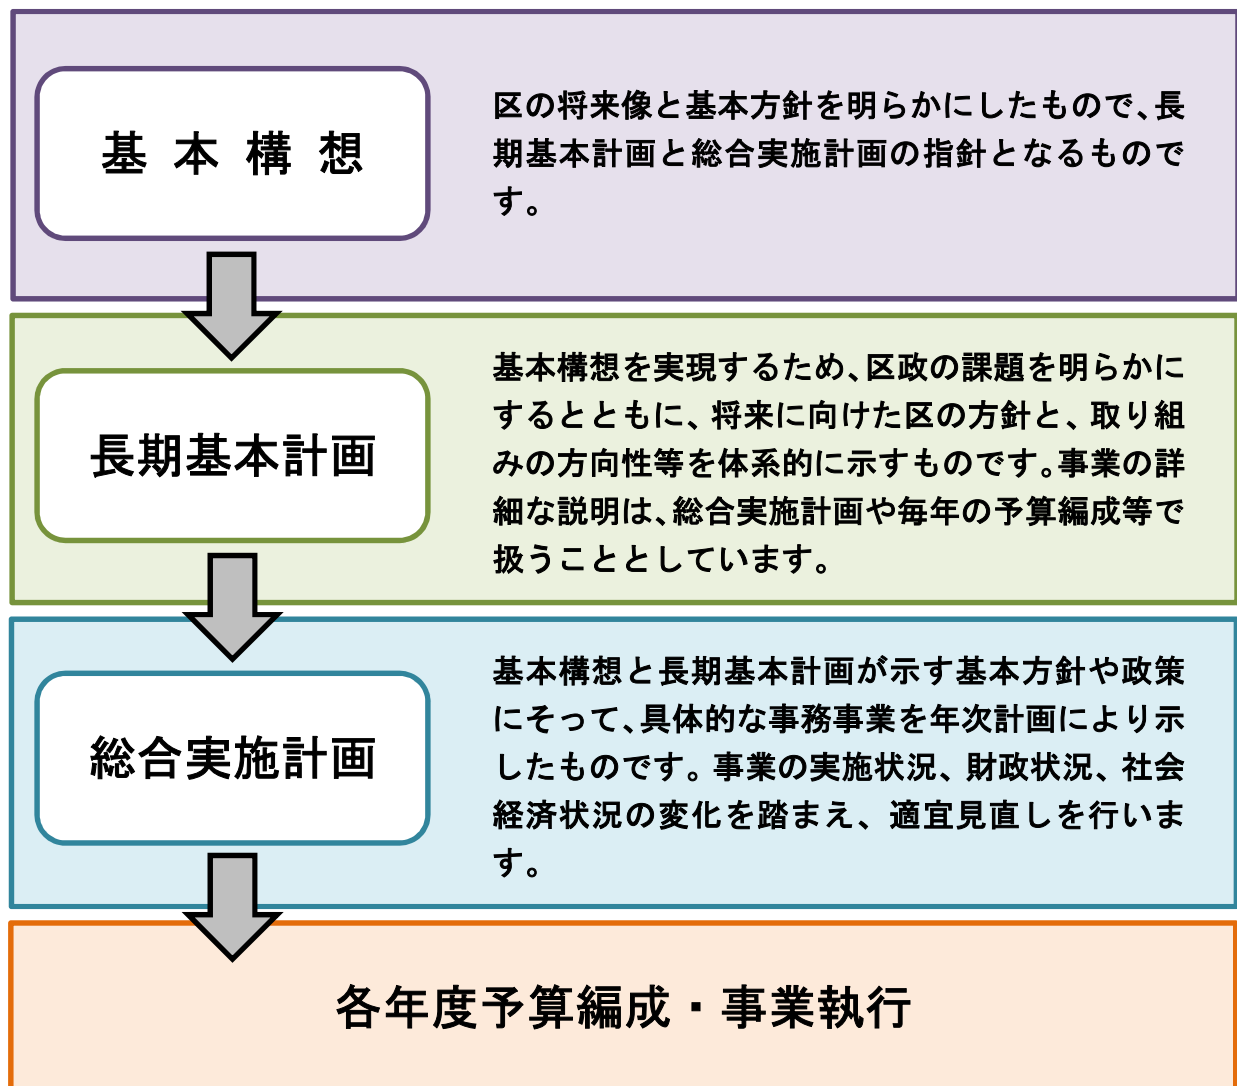 基本構想
区の将来像と基本方針を明らかにしたもので、長
期基本計画と総合実施計画の指針となるもので
す。
長期基本計画
基本構想を実現するため、区政の課題を明らかに
するとともに、将来に向けた区の方針と、取り組
みの方向性等を体系的に示すものです。事業の詳
細な説明は、総合実施計画や毎年の予算編成等で
扱うこととしています。
総合実施計画
基本構想と長期基本計画が示す基本方針や政策
にそって、具体的な事務事業を年次計画により示
したものです。事業の実施状況、財政状況、社会
経済状況の変化を踏まえ、適宜見直しを行いま
す。
各年度予算編成・事業執行